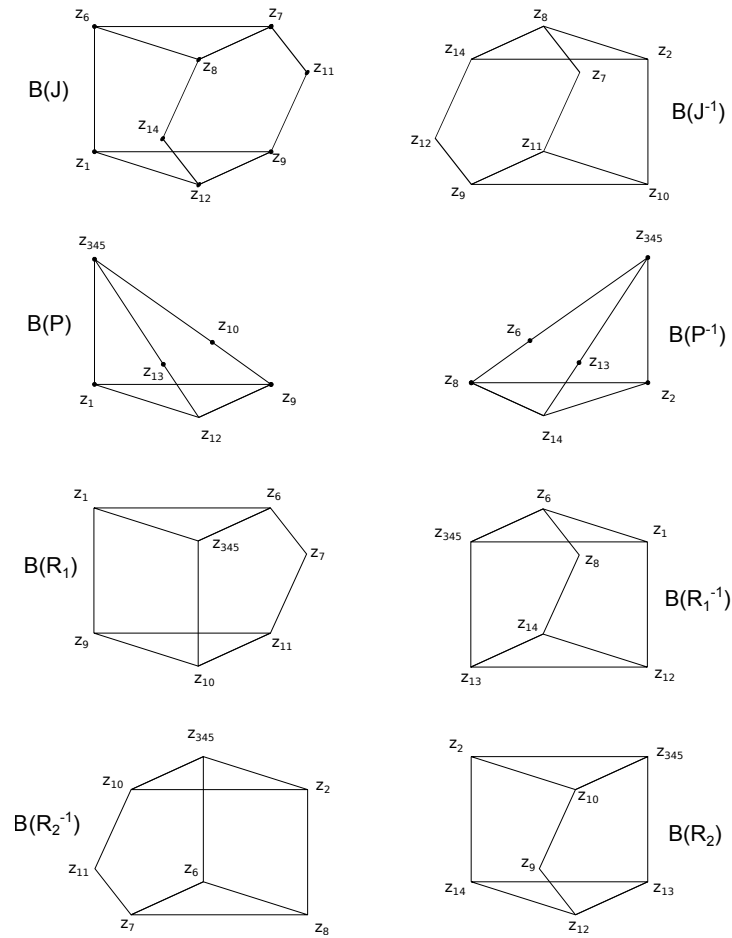 z₆ z₇
z₈ z₁₁
B(J)
z₁₄
z₁ z₉
z₁₂
z₈
z₁₄ z₂
z₇
B(J⁻¹)
z₁₂ z₁₁
z₉ z₁₀
z₃₄₅
z₁₀
B(P)
z₁₃
z₁ z₉
z₁₂
z₃₄₅
z₆
B(P⁻¹)
z₁₃
z₈ z₂
z₁₄
z₁ z₆
z₃₄₅ z₇
B(R₁)
z₉ z₁₁
z₁₀
z₆
z₃₄₅ z₁
z₈
B(R₁⁻¹)
z₁₄
z₁₃ z₁₂
z₃₄₅
z₁₀ z₂
B(R₂⁻¹)
z₁₁ z₆
z₇ z₈
z₂ z₃₄₅
z₁₀
B(R₂)
z₉
z₁₄ z₁₃
z₁₂